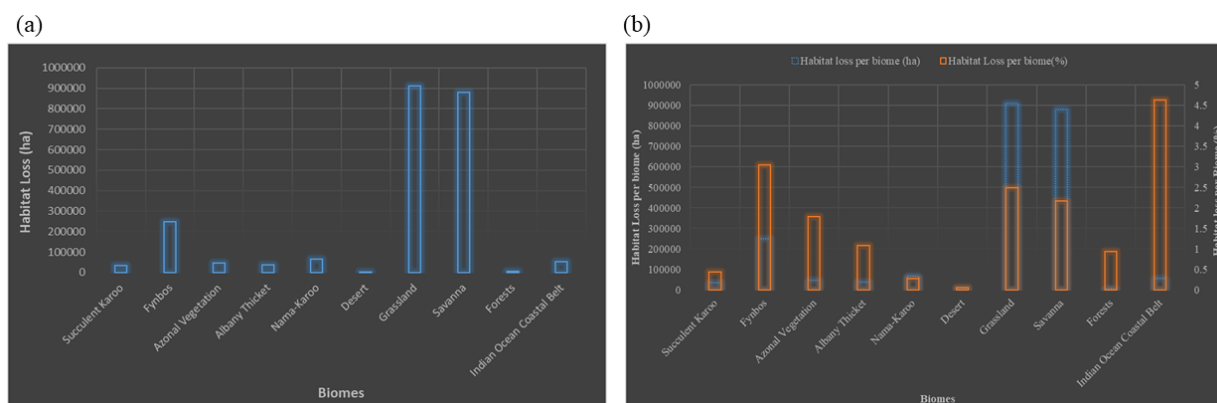 (a)
1000000
900000
800000
700000
600000
500000
400000
300000
200000
100000
0
Habitat Loss (ha)
Succulent Karoo
Fynbos
Azonal Vegetation
Albany Thicket
Nama-Karoo
Desert
Grassland
Savanna
Forests
Indian Ocean Coastal Belt
Biomes
(b)
Habitat loss per biome (ha)
Habitat Loss per biome(%)
1000000
900000
800000
700000
600000
500000
400000
300000
200000
100000
0
Habitat Loss per biome (ha)
5
4.5
4
3.5
3
2.5
2
1.5
1
0.5
0
Habitat loss per Biome (%)
Succulent Karoo
Fynbos
Azonal Vegetation
Albany Thicket
Nama-Karoo
Desert
Grassland
Savanna
Forests
Indian Ocean Coastal Belt
Biomes